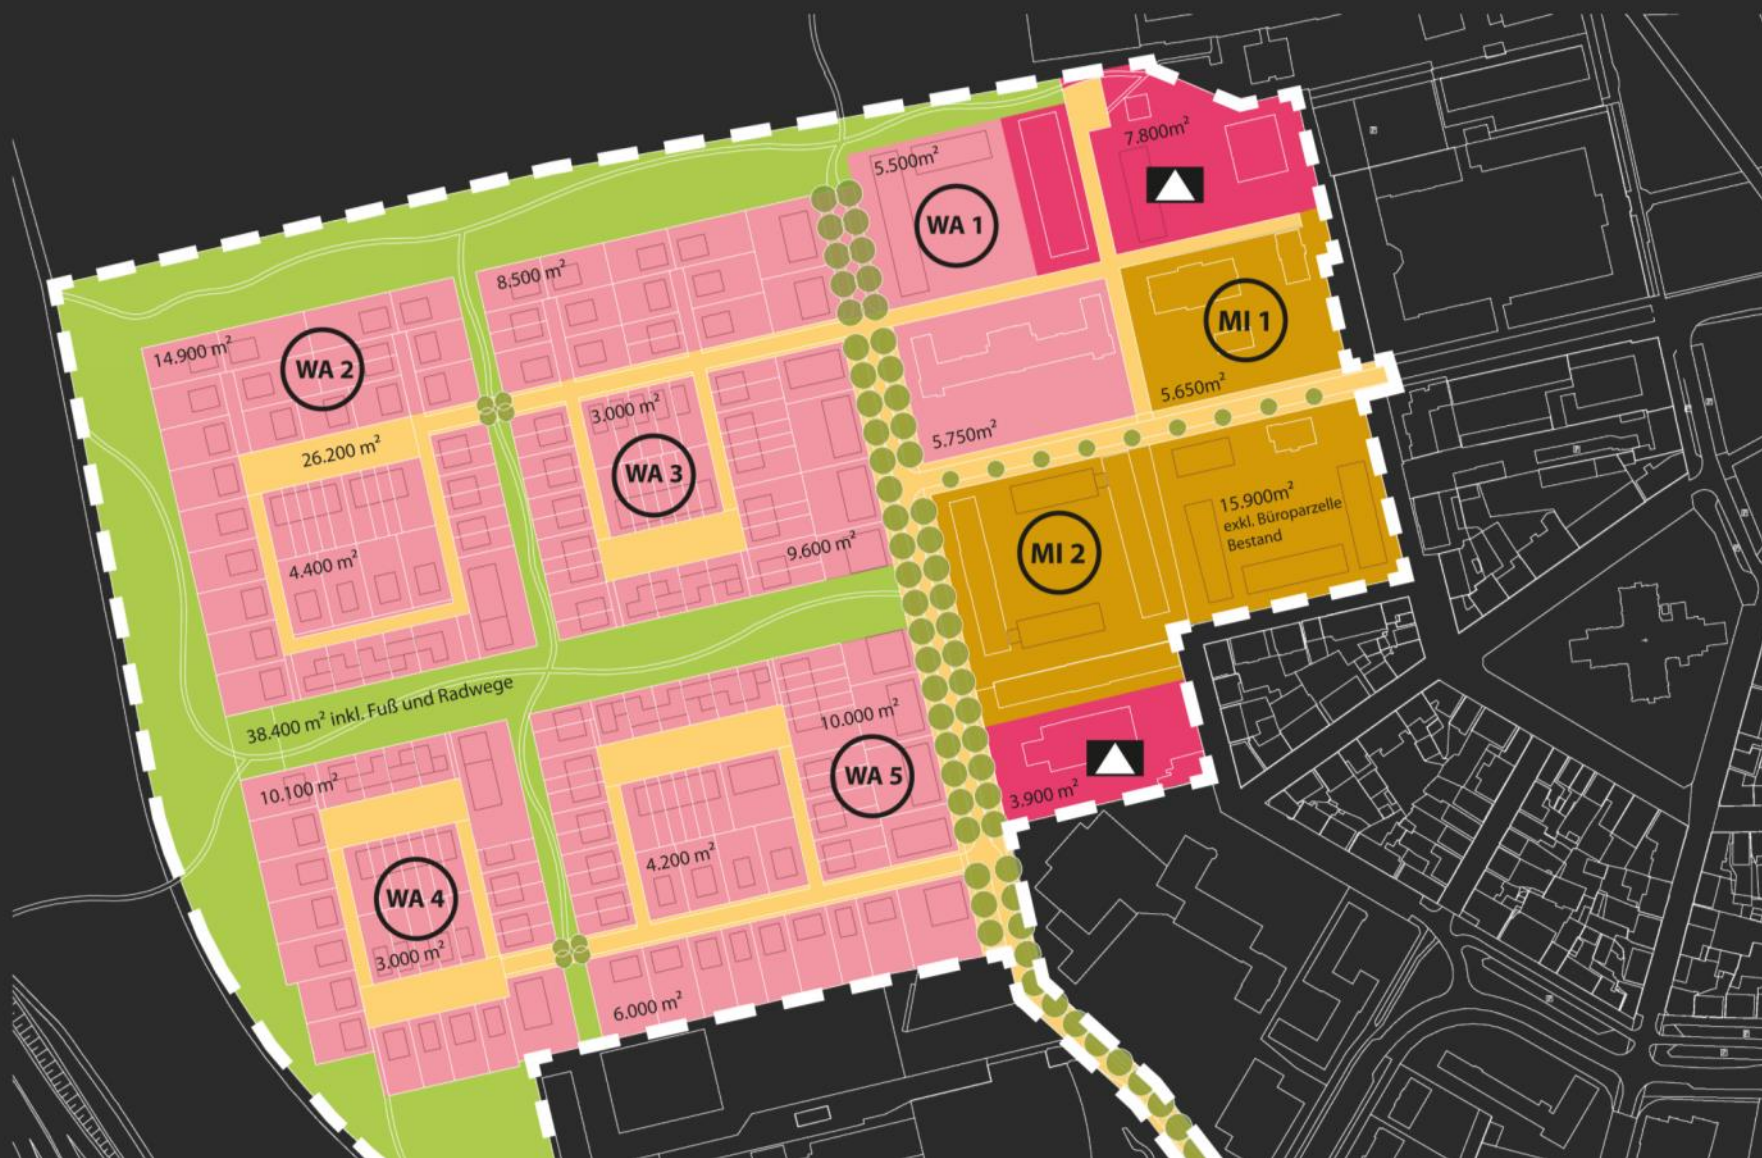 7.800m²
5.500m²
WA 1
8.500 m²
MI 1
14.900 m²
WA 2
5.650m²
3.000 m²
5.750m²
26.200 m²
WA 3
15.900m²
exkl. Büroparzelle
Bestand
9.600 m²
MI 2
4.400 m²
38.400 m² inkl. Fuß und Radwege
10.000 m²
WA 5
10.100 m²
3.900 m²
4.200 m²
WA 4
3.000 m²
6.000 m²